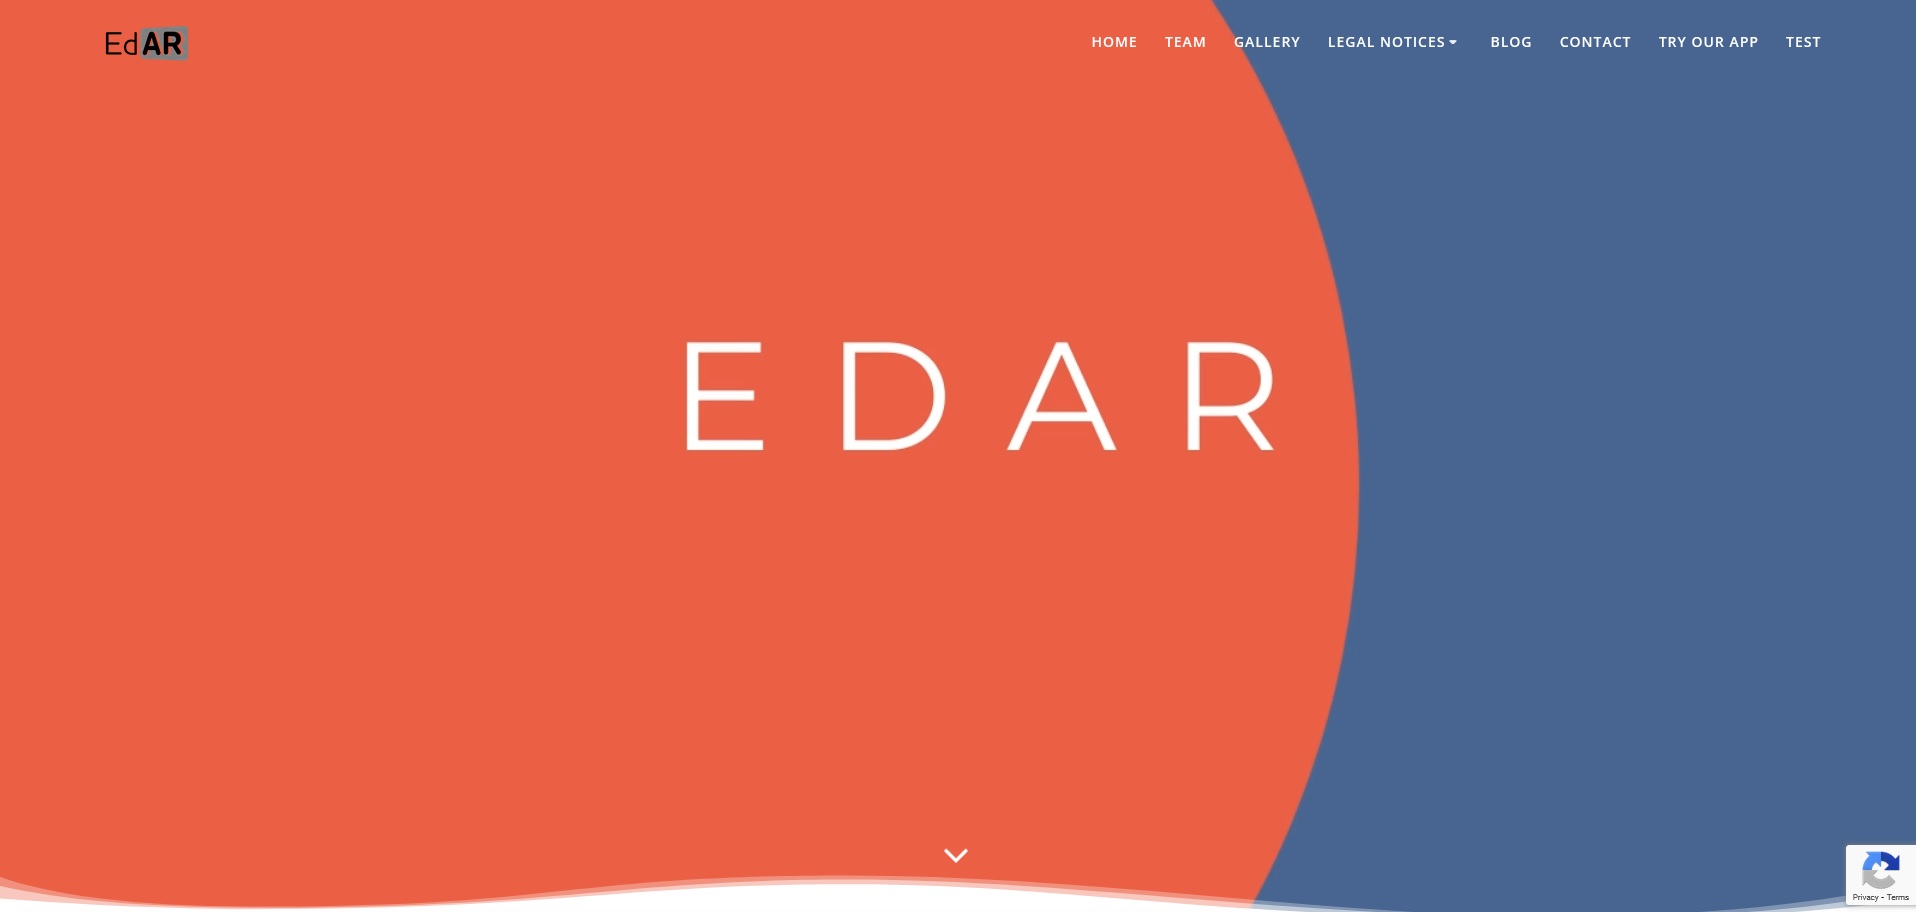 EdAR
HOME TEAM GALLERY LEGAL NOTICES BLOG CONTACT TRY OUR APP TEST
EDAR
Privacy - Terms